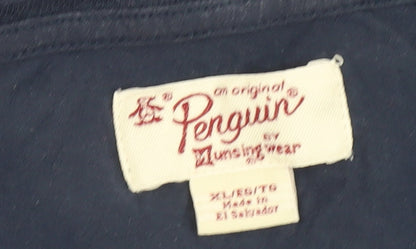 an original
Penguin®
BY
Munsingwear
XL/EG/TG
Made in
El Salvador